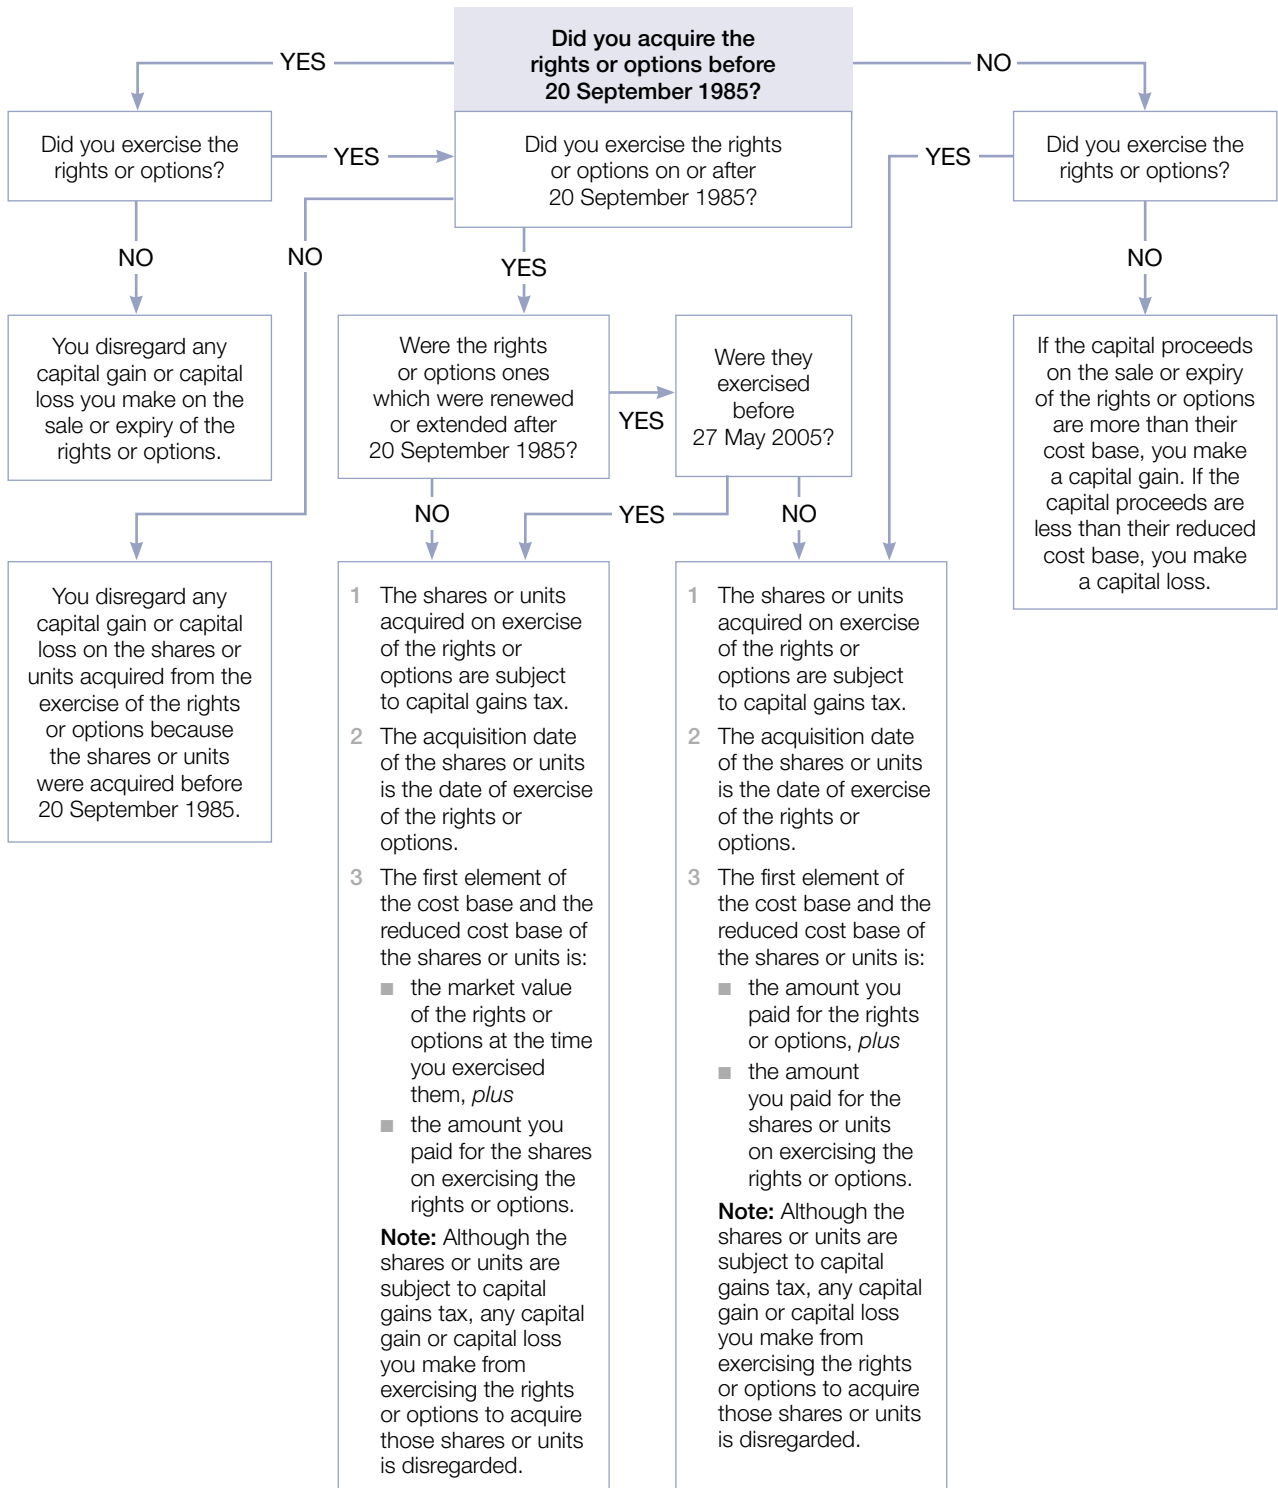 Did you acquire the
rights or options before
20 September 1985?
YES
NO
Did you exercise the
rights or options?
YES
Did you exercise the rights
or options on or after
20 September 1985?
YES
Did you exercise the
rights or options?
NO
NO
YES
NO
You disregard any
capital gain or capital
loss you make on the
sale or expiry of the
rights or options.
Were the rights
or options ones
which were renewed
or extended after
20 September 1985?
YES
Were they
exercised
before
27 May 2005?
If the capital proceeds
on the sale or expiry
of the rights or options
are more than their
cost base, you make
a capital gain. If the
capital proceeds are
less than their reduced
cost base, you make
a capital loss.
NO
YES
NO
You disregard any
capital gain or capital
loss on the shares or
units acquired from the
exercise of the rights
or options because
the shares or units
were acquired before
20 September 1985.
1 The shares or units
acquired on exercise
of the rights or
options are subject
to capital gains tax.
2 The acquisition date
of the shares or units
is the date of exercise
of the rights or
options.
3 The first element of
the cost base and the
reduced cost base of
the shares or units is:
■ the market value
of the rights or
options at the time
you exercised
them, plus
■ the amount you
paid for the shares
on exercising the
rights or options.
Note: Although the
shares or units are
subject to capital
gains tax, any capital
gain or capital loss
you make from
exercising the rights
or options to acquire
those shares or units
is disregarded.
1 The shares or units
acquired on exercise
of the rights or
options are subject
to capital gains tax.
2 The acquisition date
of the shares or units
is the date of exercise
of the rights or
options.
3 The first element of
the cost base and the
reduced cost base of
the shares or units is:
■ the amount you
paid for the rights
or options, plus
■ the amount
you paid for the
shares or units
on exercising the
rights or options.
Note: Although the
shares or units are
subject to capital
gains tax, any capital
gain or capital loss
you make from
exercising the rights
or options to acquire
those shares or units
is disregarded.